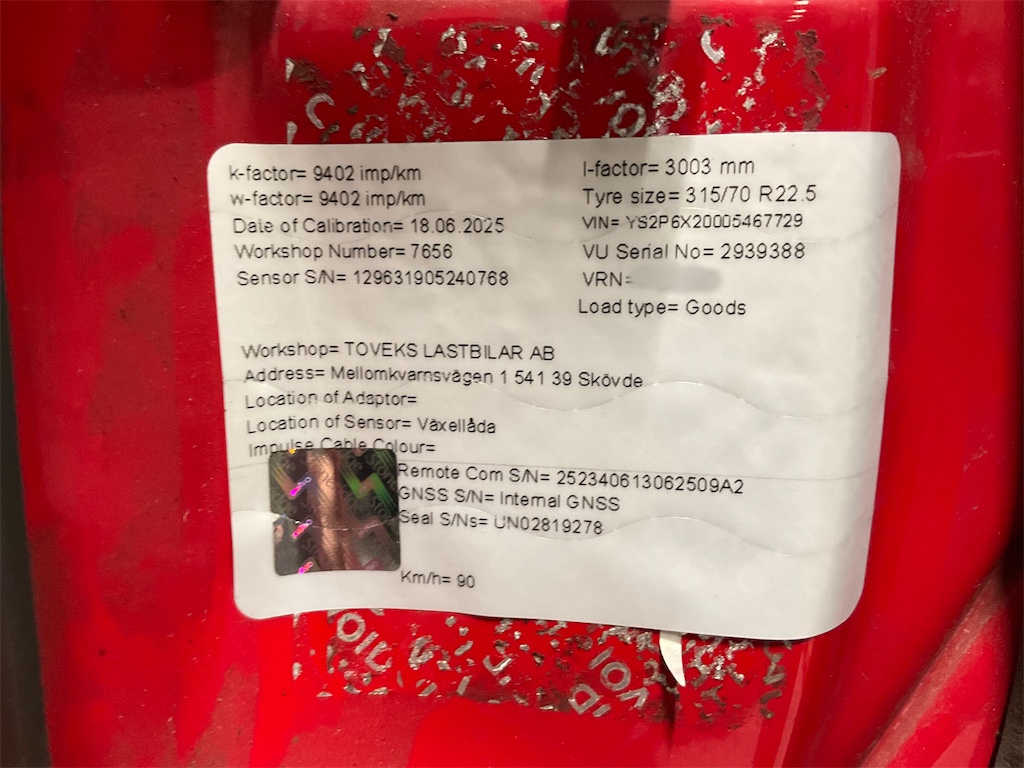 k-factor= 9402 imp/km
w-factor= 9402 imp/km
Date of Calibration= 18.06.2025
Workshop Number= 7656
Sensor S/N= 129631905240768
l-factor= 3003 mm
Tyre size= 315/70 R22.5
VIN= YS2P6X20005467729
VU Serial No= 2939388
VRN=
Load type= Goods
Workshop= TOVEKS LASTBILAR AB
Address= Mellomkvarnsvägen 1 541 39 Skövde
Location of Adaptor=
Location of Sensor= Växellåda
Impulse Cable Colour=
Remote Com S/N= 252340613062509A2
GNSS S/N= Internal GNSS
Seal S/Ns= UN02819278
Km/h= 90
VOID